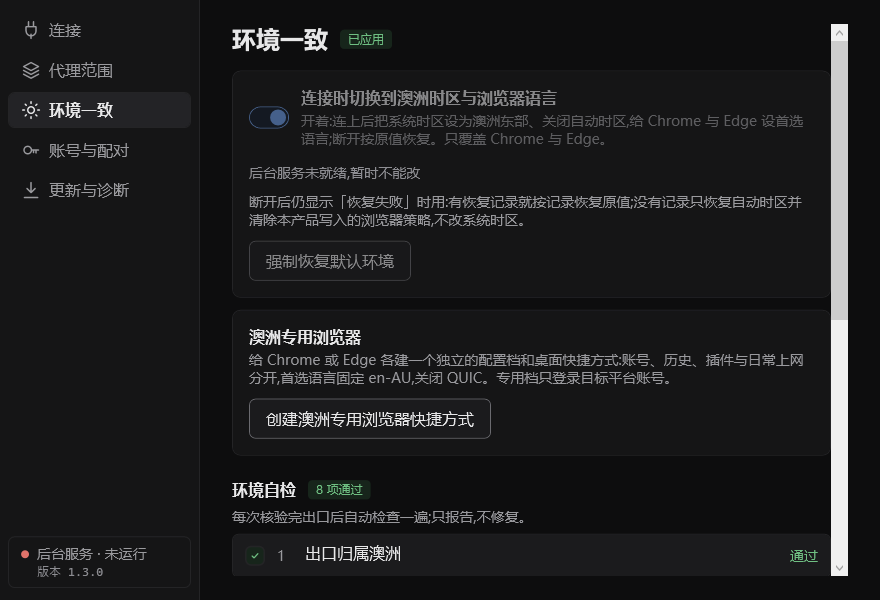 连接
代理范围
环境一致
账号与配对
更新与诊断
后台服务 · 未运行
版本 1.3.0
环境一致 已应用
连接时切换到澳洲时区与浏览器语言
开着:连上后把系统时区设为澳洲东部、关闭自动时区,给 Chrome 与 Edge 设首选
语言;断开按原值恢复。只覆盖 Chrome 与 Edge。
后台服务未就绪,暂时不能改
断开后仍显示「恢复失败」时用:有恢复记录就按记录恢复原值;没有记录只恢复自动时区并
清除本产品写入的浏览器策略,不改系统时区。
强制恢复默认环境
澳洲专用浏览器
给 Chrome 或 Edge 各建一个独立的配置档和桌面快捷方式:账号、历史、插件与日常上网
分开,首选语言固定 en-AU,关闭 QUIC。专用档只登录目标平台账号。
创建澳洲专用浏览器快捷方式
环境自检 8 项通过
每次核验完出口后自动检查一遍;只报告,不修复。
1 出口归属澳洲 通过